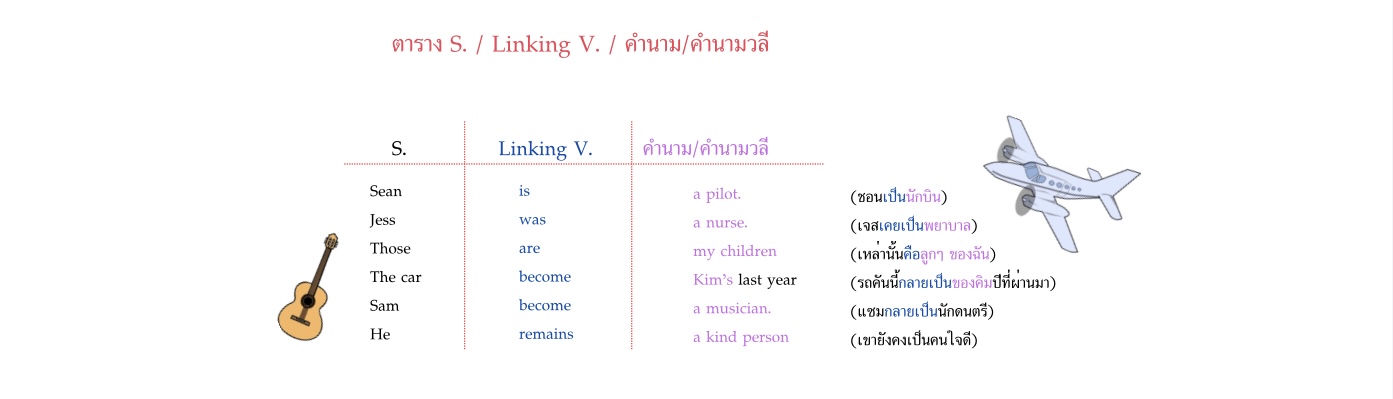 ตาราง S. / Linking V. / คำนาม/คำนามวลี
S. Linking V. คำนาม/คำนามวลี
Sean is a pilot. (ชอนเป็นนักบิน)
Jess was a nurse. (เจสเคยเป็นพยาบาล)
Those are my children (เหล่านั้นคือลูกๆ ของฉัน)
The car become Kim's last year (รถคันนี้กลายเป็นของคิมปีที่ผ่านมา)
Sam become a musician. (แซมกลายเป็นนักดนตรี)
He remains a kind person (เขายังคงเป็นคนใจดี)